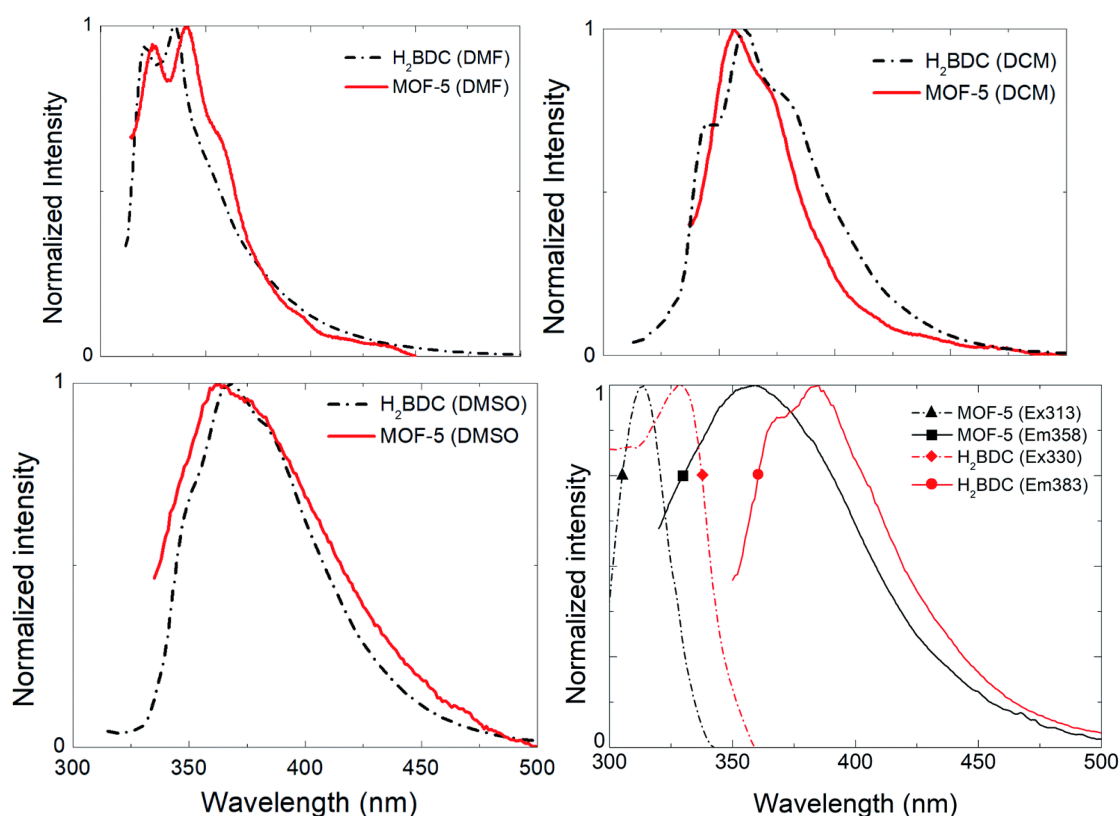 1
H₂BDC (DMF)
MOF-5 (DMF)
Normalized Intensity
0
1
H₂BDC (DCM)
MOF-5 (DCM)
Normalized Intensity
0
1
H₂BDC (DMSO)
MOF-5 (DMSO
Normalized intensity
0
300 350 400 450 500
Wavelength (nm)
1
MOF-5 (Ex313)
MOF-5 (Em358)
H₂BDC (Ex330)
H₂BDC (Em383)
Normalized intensity
0
300 350 400 450 500
Wavelength (nm)